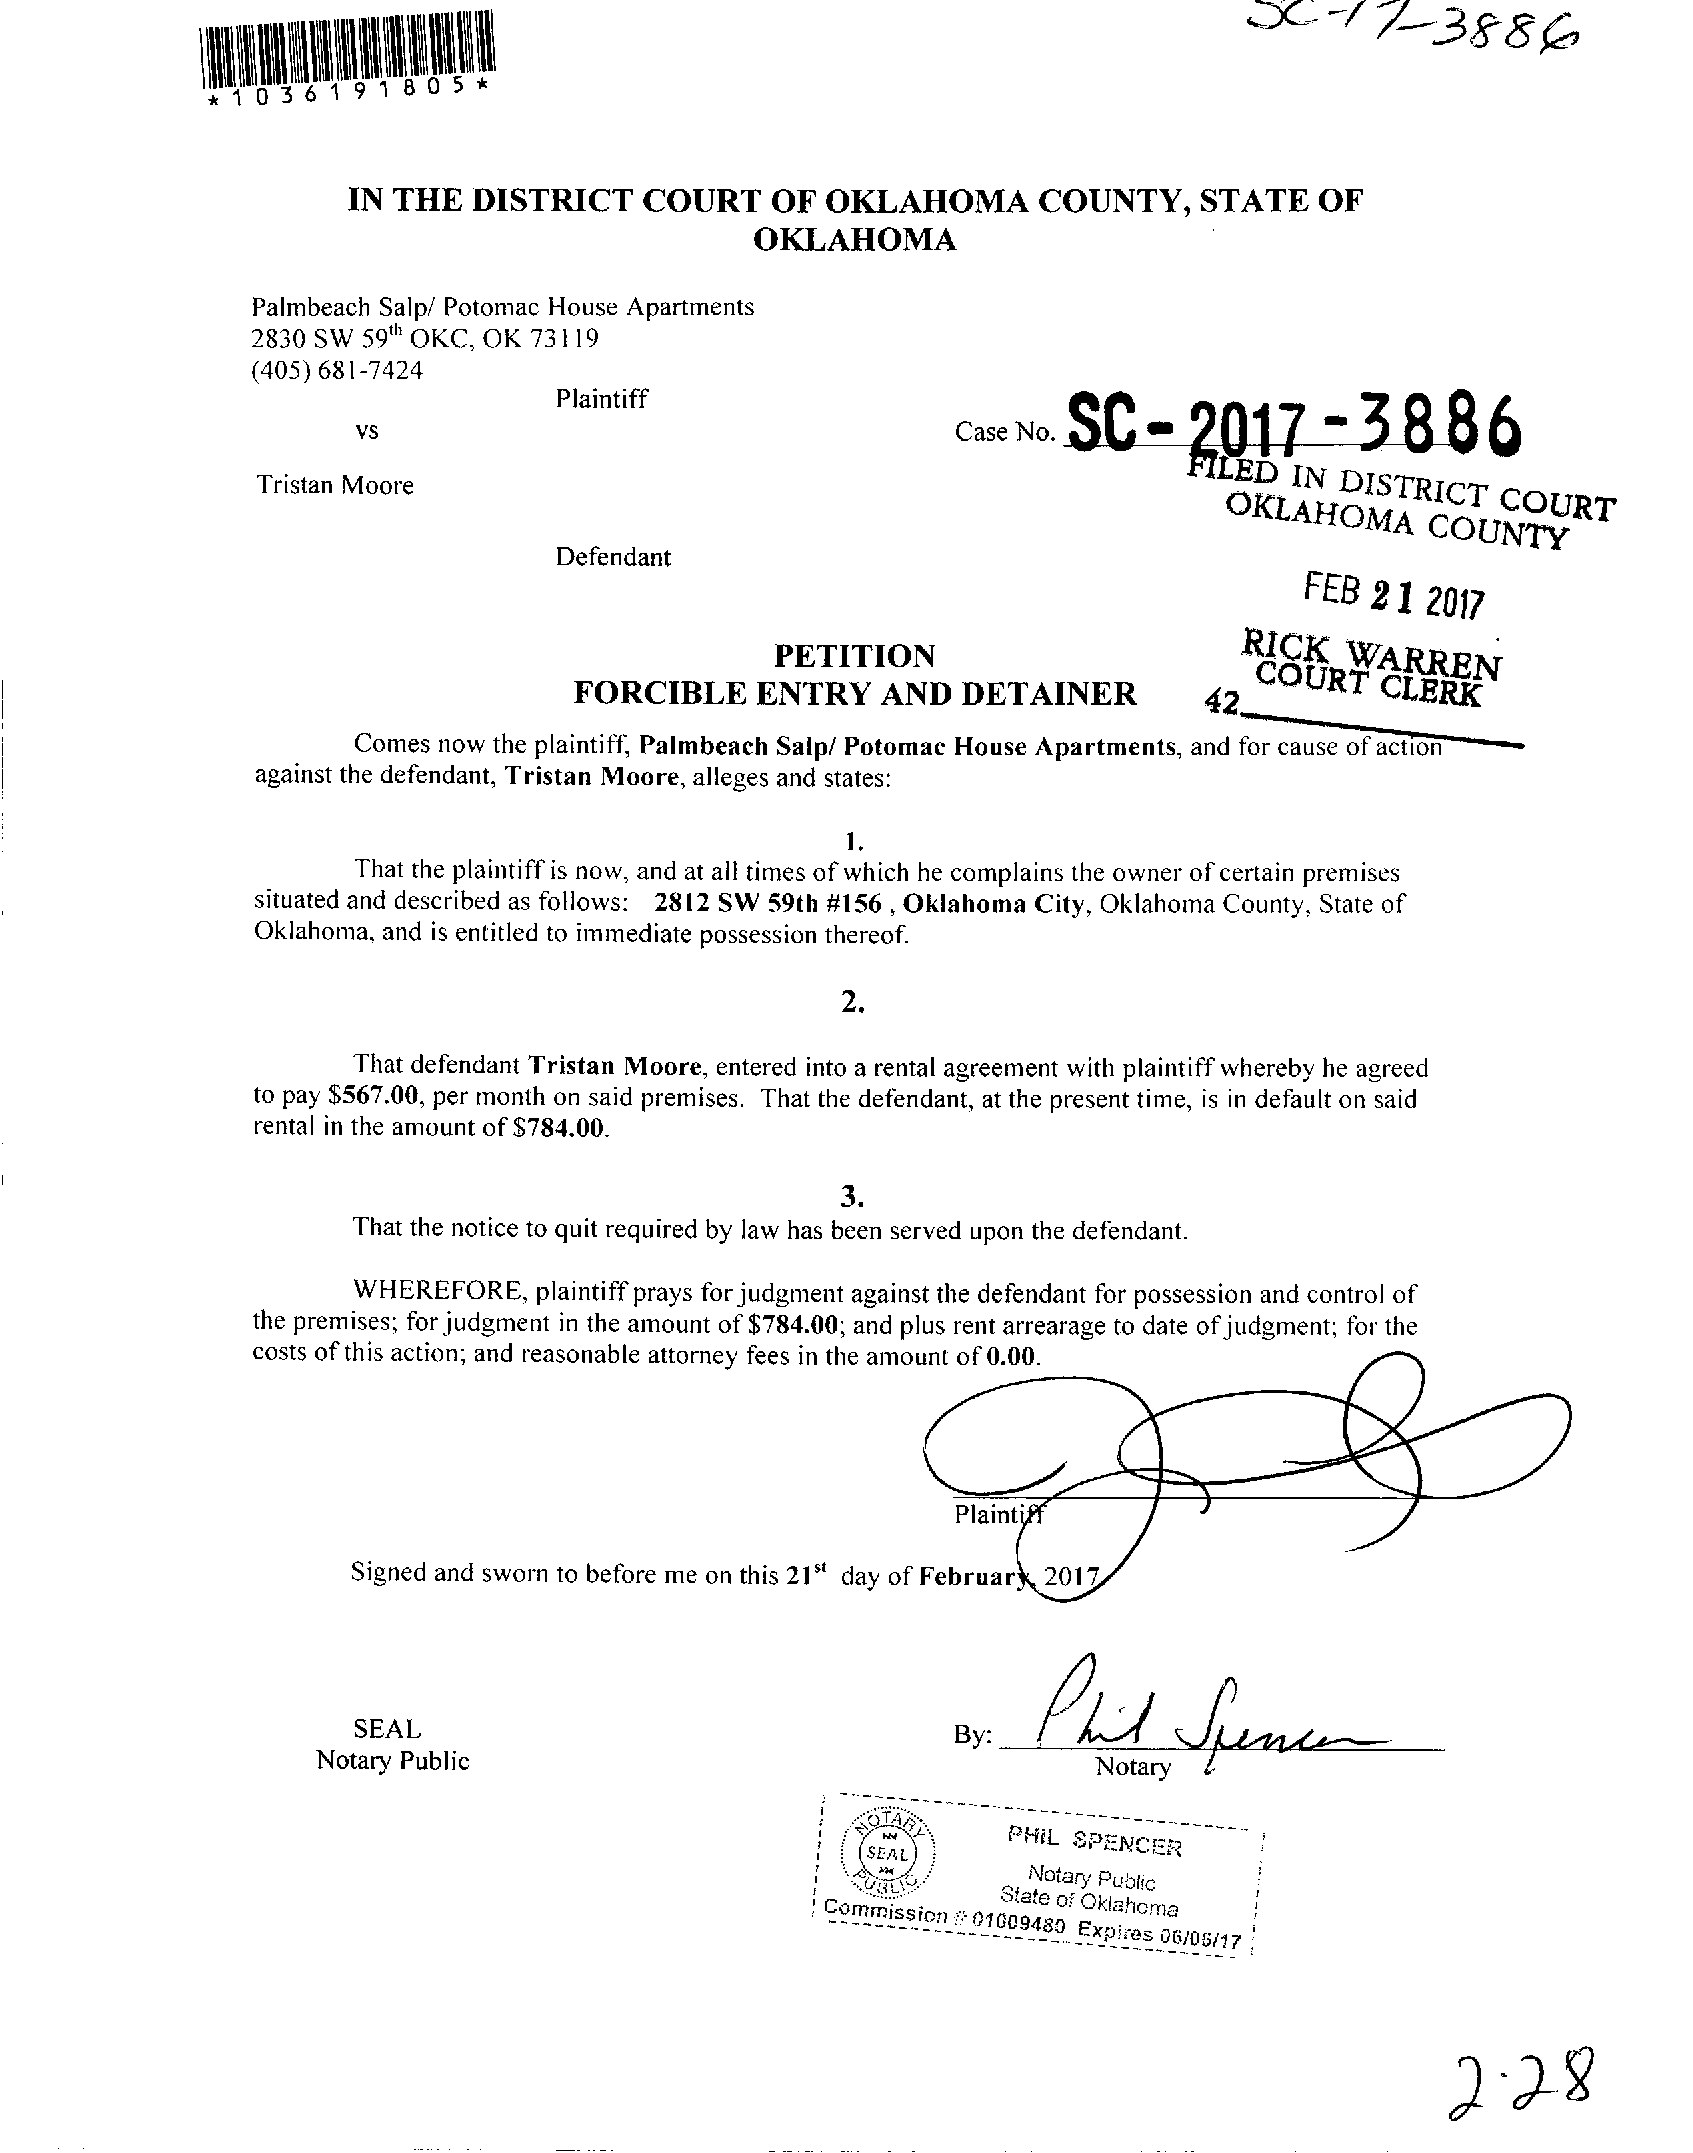 SC-17-3886
*1036191805*
IN THE DISTRICT COURT OF OKLAHOMA COUNTY, STATE OF
OKLAHOMA
Palmbeach Salp/ Potomac House Apartments
2830 SW 59th OKC, OK 73119
(405) 681-7424
Plaintiff
vs
Case No. SC-2017-3886
FILED IN DISTRICT COURT
OKLAHOMA COUNTY
Tristan Moore
Defendant
FEB 21 2017
RICK WARREN
COURT CLERK
42
PETITION
FORCIBLE ENTRY AND DETAINER
Comes now the plaintiff, Palmbeach Salp/ Potomac House Apartments, and for cause of action
against the defendant, Tristan Moore, alleges and states:
1.
That the plaintiff is now, and at all times of which he complains the owner of certain premises
situated and described as follows: 2812 SW 59th #156 , Oklahoma City, Oklahoma County, State of
Oklahoma, and is entitled to immediate possession thereof.
2.
That defendant Tristan Moore, entered into a rental agreement with plaintiff whereby he agreed
to pay $567.00, per month on said premises. That the defendant, at the present time, is in default on said
rental in the amount of $784.00.
3.
That the notice to quit required by law has been served upon the defendant.
WHEREFORE, plaintiff prays for judgment against the defendant for possession and control of
the premises; for judgment in the amount of $784.00; and plus rent arrearage to date of judgment; for the
costs of this action; and reasonable attorney fees in the amount of 0.00.
Plaintiff
Signed and sworn to before me on this 21st day of February, 2017
SEAL
Notary Public
By: Phil Spencer
Notary
NOTARY
SEAL
PUBLIC
PHIL SPENCER
Notary Public
State of Oklahoma
Commission # 01009480 Expires 06/05/17
2-28